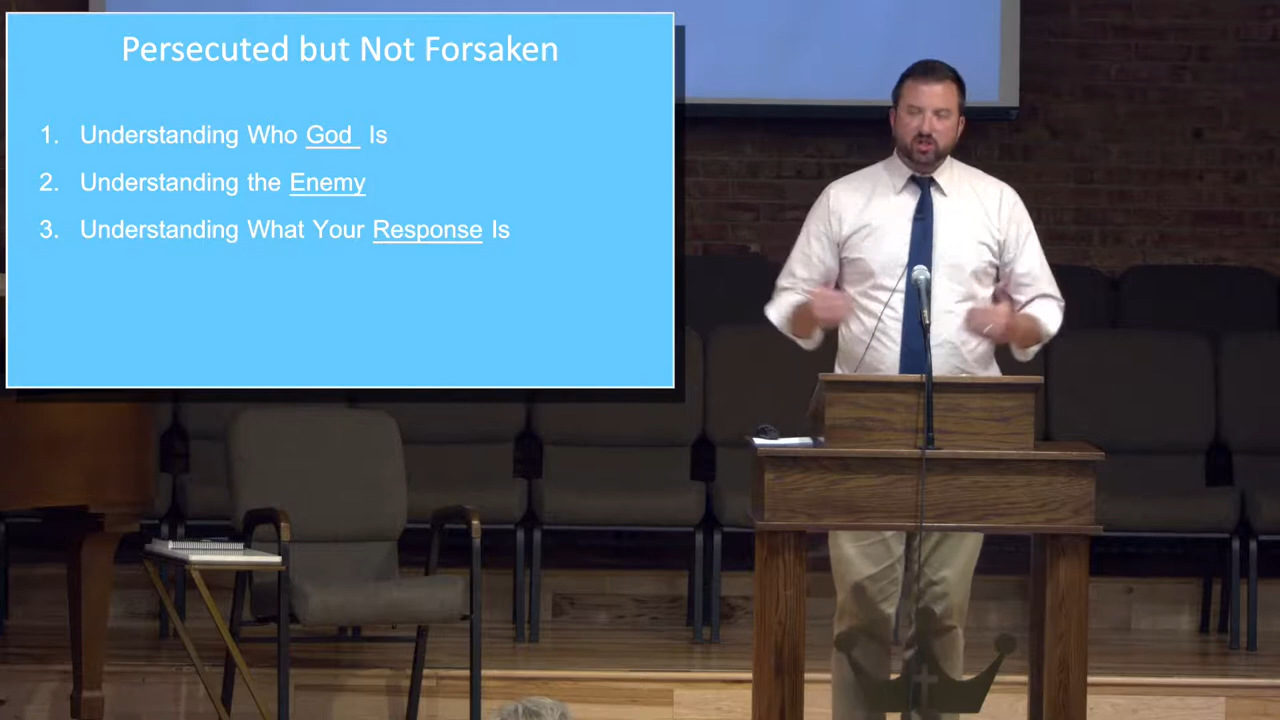 Persecuted but Not Forsaken
1. Understanding Who God Is
2. Understanding the Enemy
3. Understanding What Your Response Is